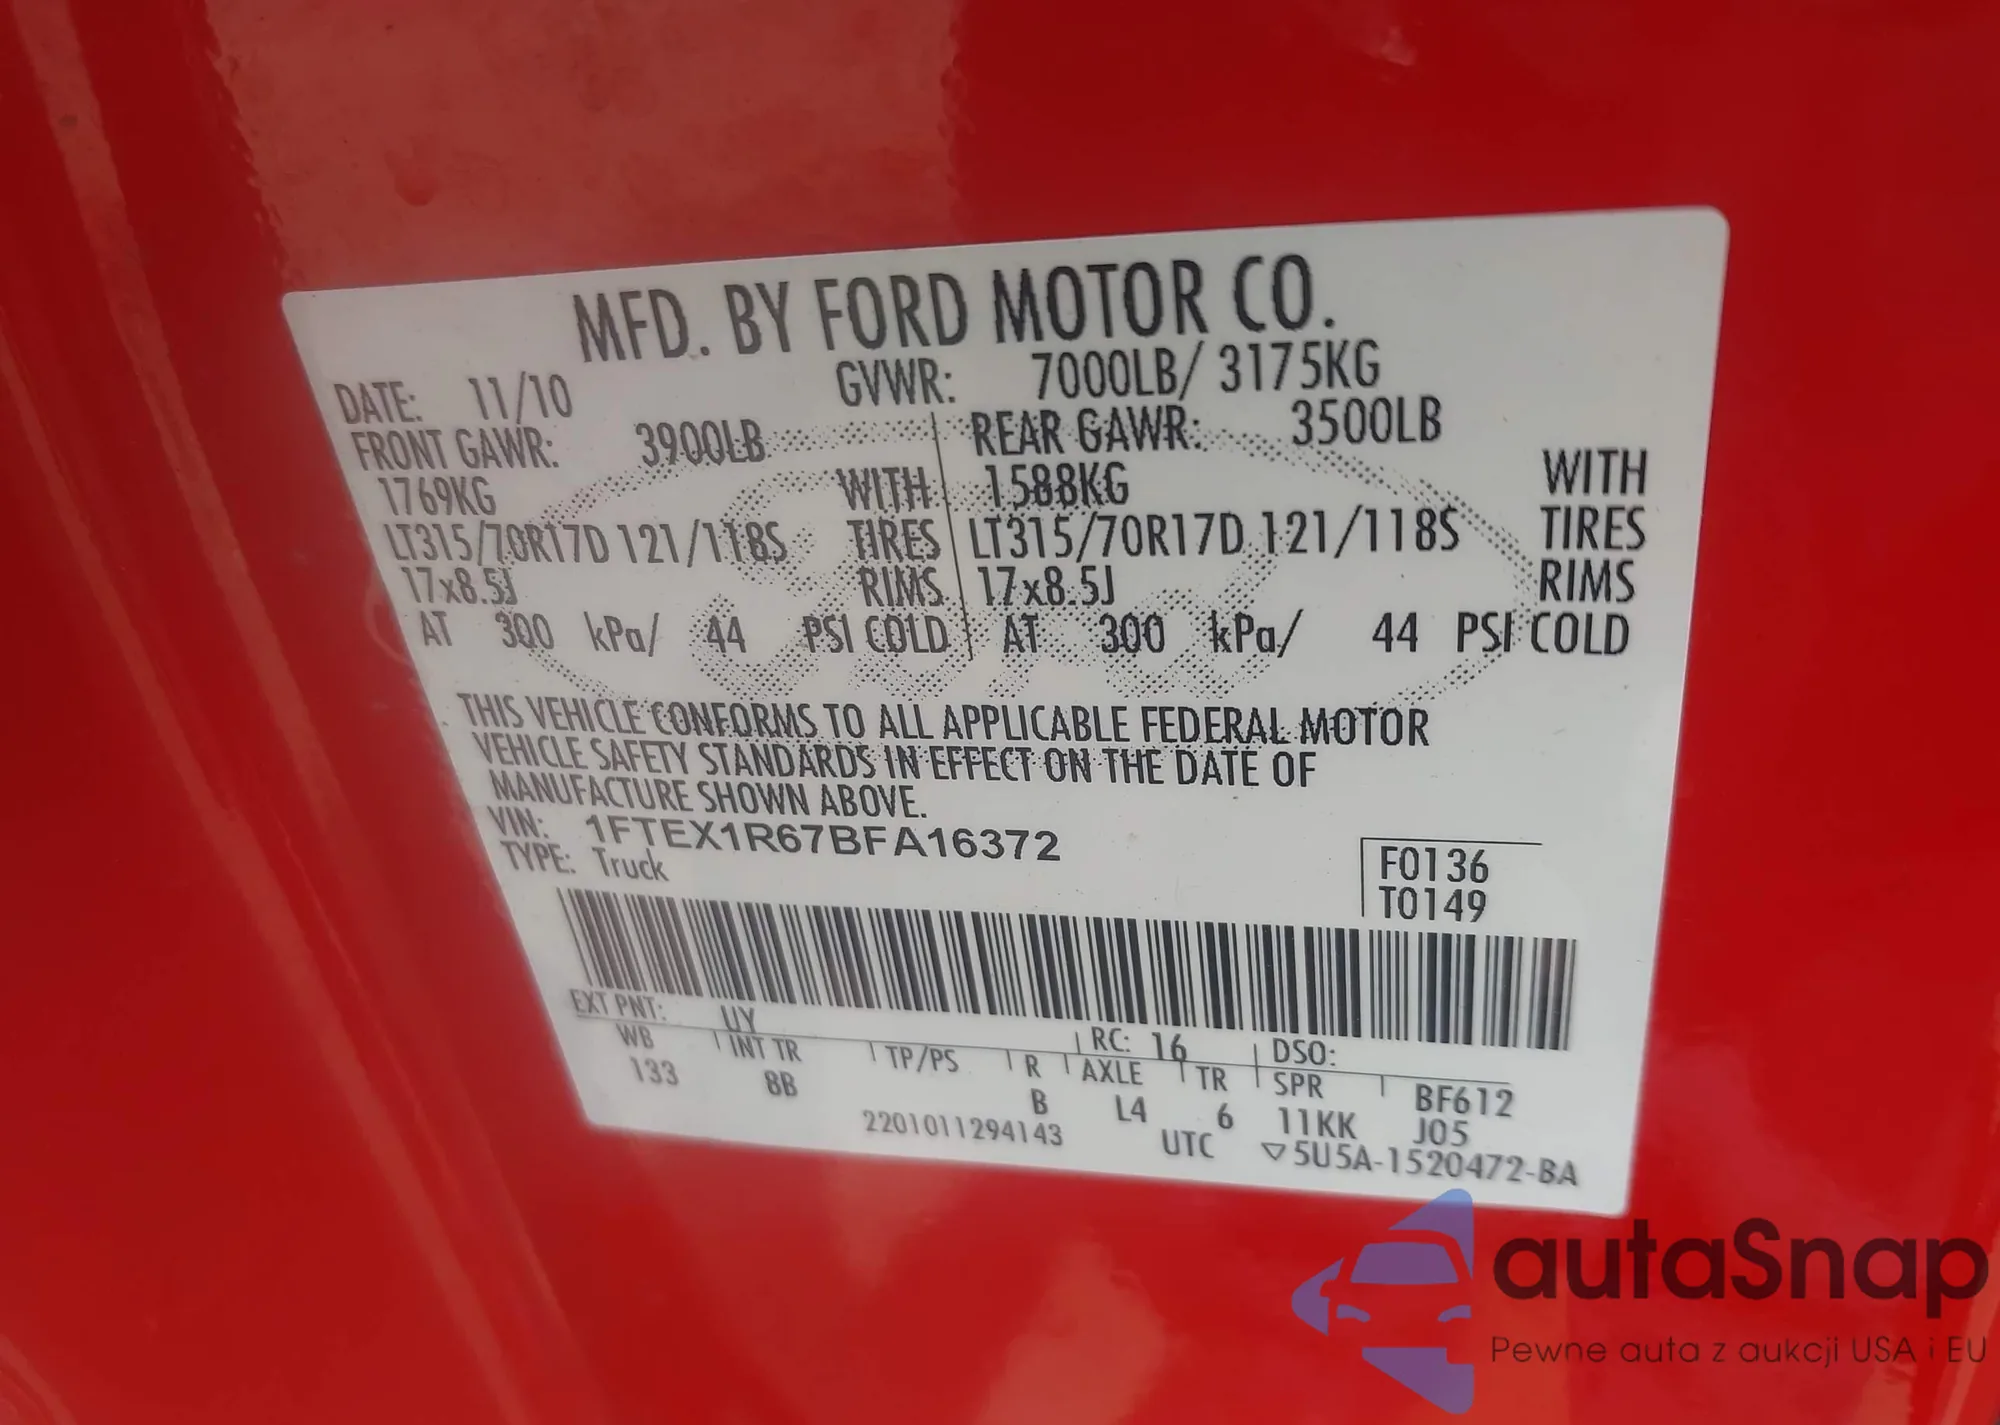 MFD. BY FORD MOTOR CO.
DATE: 11/10 GVWR: 7000LB/ 3175KG
FRONT GAWR: 3900LB REAR GAWR: 3500LB
1769KG WITH 1588KG WITH
LT315/70R17D 121/118S TIRES LT315/70R17D 121/118S TIRES
17x8.5J RIMS 17x8.5J RIMS
AT 300 kPa/ 44 PSI COLD AT 300 kPa/ 44 PSI COLD
THIS VEHICLE CONFORMS TO ALL APPLICABLE FEDERAL MOTOR
VEHICLE SAFETY STANDARDS IN EFFECT ON THE DATE OF
MANUFACTURE SHOWN ABOVE.
VIN: 1FTEX1R67BFA16372
TYPE: Truck
F0136
T0149
EXT PNT: UY RC: 16 DSO:
WB INT TR TP/PS R AXLE TR SPR BF612
133 8B B L4 6 11KK J05
2201011294143 UTC ▽5U5A-1520472-BA
autaSnap
Pewne auta z aukcji USA i EU